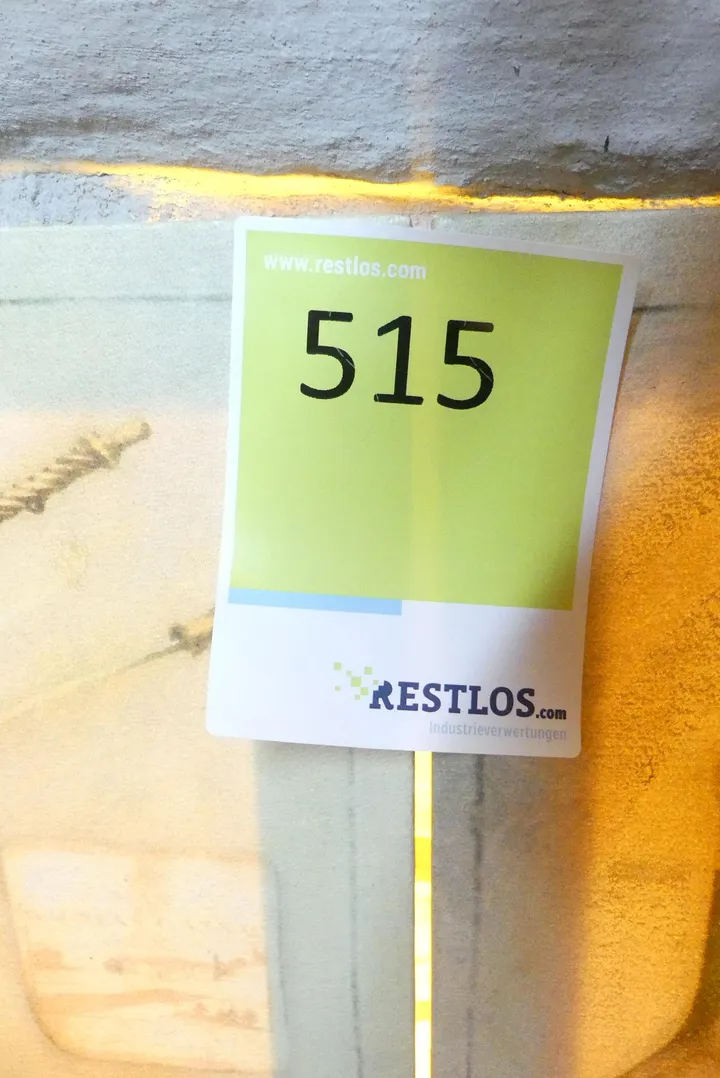 www.restlos.com
515
RESTLOS.com
Industrieverwertungen